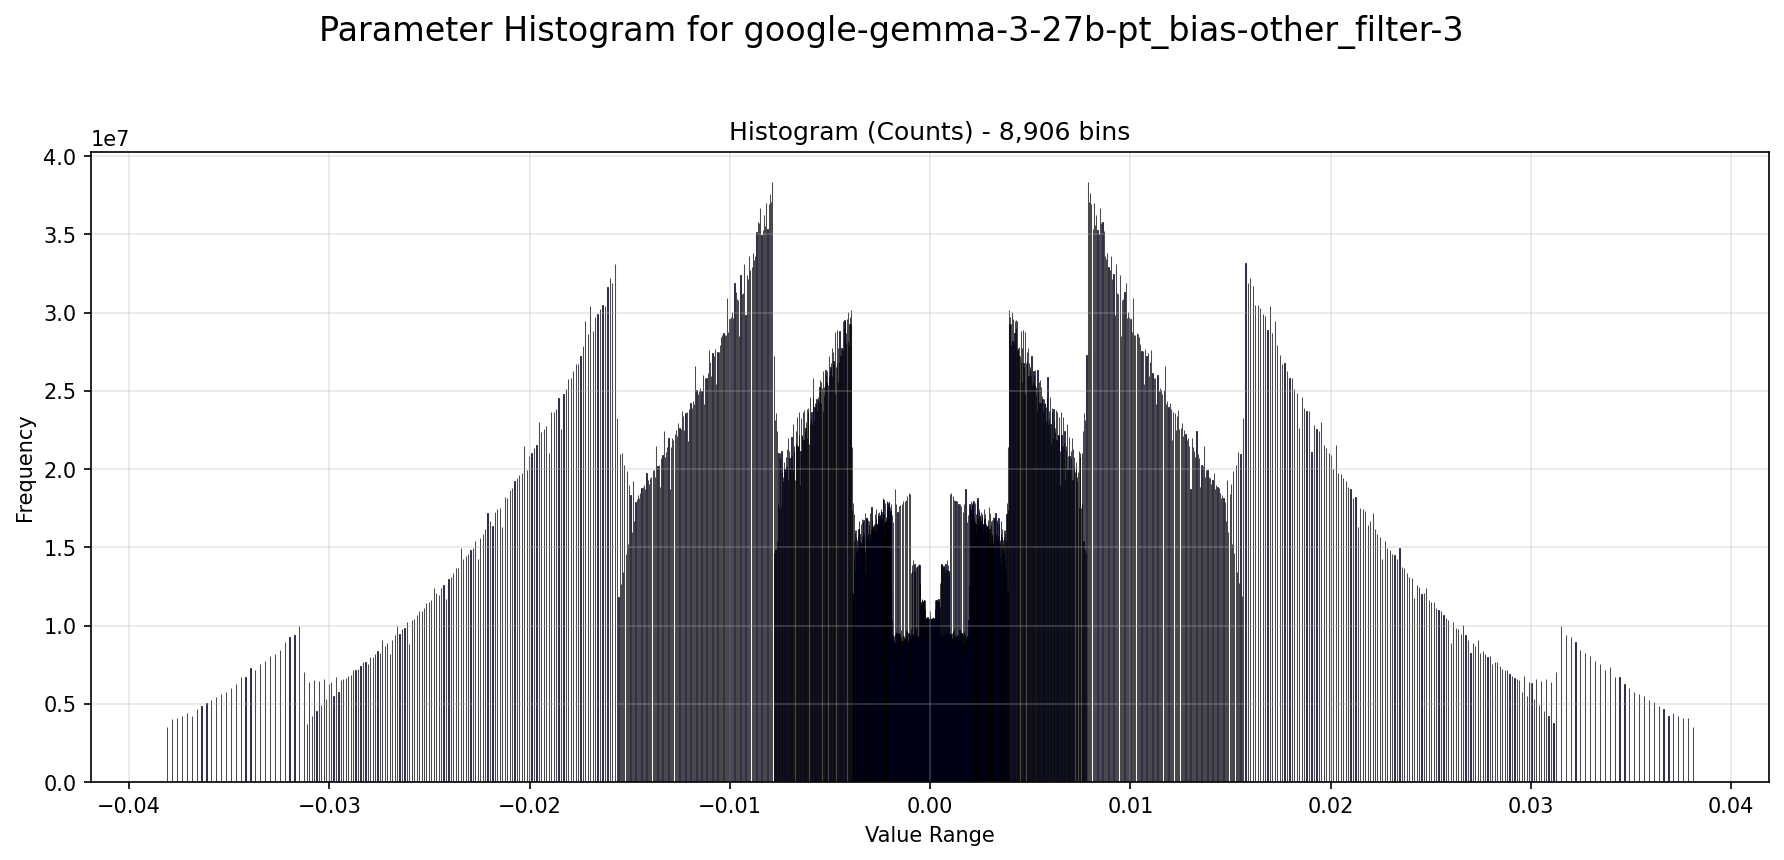 Parameter Histogram for google-gemma-3-27b-pt_bias-other_filter-3
Histogram (Counts) - 8,906 bins
1e7
4.0
3.5
3.0
2.5
2.0
1.5
1.0
0.5
0.0
Frequency
−0.04 −0.03 −0.02 −0.01 0.00 0.01 0.02 0.03 0.04
Value Range